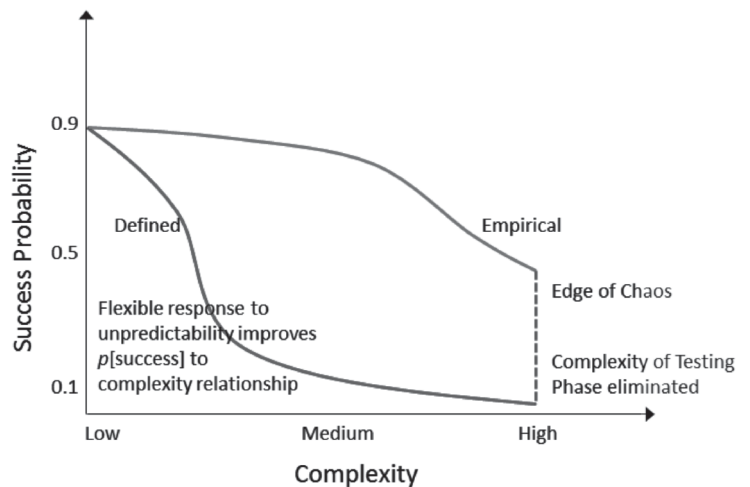 Success Probability
0.9
0.5
0.1
Defined
Empirical
Flexible response to
unpredictability improves
p[success] to
complexity relationship
Edge of Chaos
Complexity of Testing
Phase eliminated
Low
Medium
High
Complexity